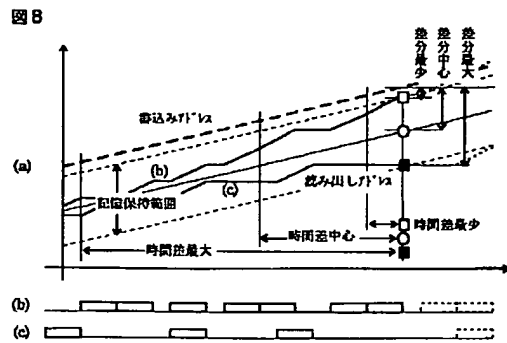 図8
差分最少
差分中心
差分最大
書込みアドレス
(a)
(b)
(c)
記憶保持範囲
読み出しアドレス
時間差最少
時間差中心
時間差最大
(b)
(c)